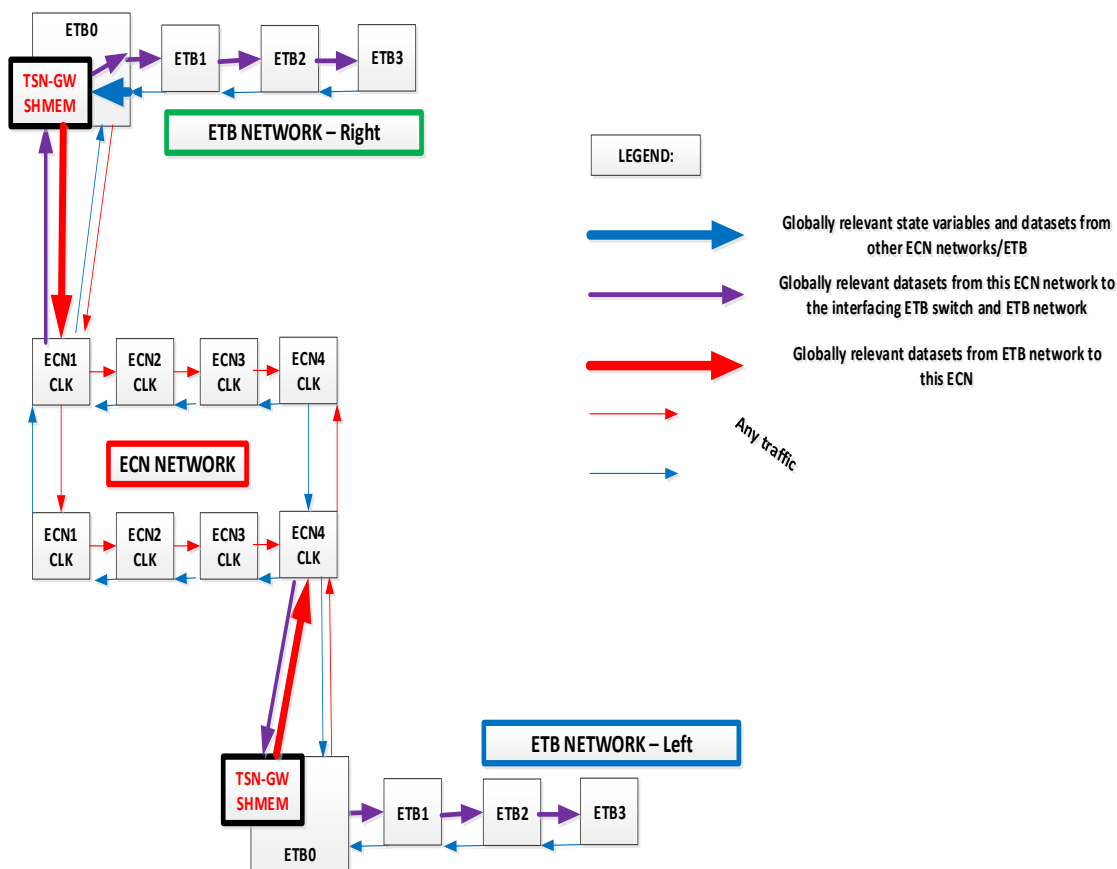 ETB0
ETB1
ETB2
ETB3
TSN-GW
SHMEM
ETB NETWORK – Right
LEGEND:
Globally relevant state variables and datasets from
other ECN networks/ETB
Globally relevant datasets from this ECN network to
the interfacing ETB switch and ETB network
Globally relevant datasets from ETB network to
this ECN
Any traffic
ECN1
CLK
ECN2
CLK
ECN3
CLK
ECN4
CLK
ECN NETWORK
ECN1
CLK
ECN2
CLK
ECN3
CLK
ECN4
CLK
ETB NETWORK – Left
TSN-GW
SHMEM
ETB1
ETB2
ETB3
ETB0